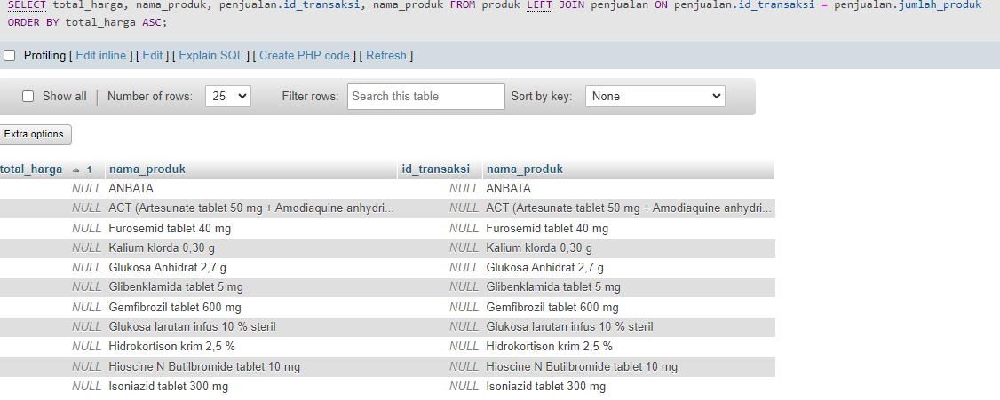 SELECT total_harga, nama_produk, penjualan.id_transaksi, nama_produk FROM produk LEFT JOIN penjualan ON penjualan.id_transaksi = penjualan.jumlah_produk
ORDER BY total_harga ASC;
Profiling [ Edit inline ] [ Edit ] [ Explain SQL ] [ Create PHP code ] [ Refresh ]
Show all Number of rows: 25 Filter rows: Search this table Sort by key: None
Extra options
total_harga 1 nama_produk id_transaksi nama_produk
NULL ANBATA NULL ANBATA
NULL ACT (Artesunate tablet 50 mg + Amodiaquine anhydri... NULL ACT (Artesunate tablet 50 mg + Amodiaquine anhydri...
NULL Furosemid tablet 40 mg NULL Furosemid tablet 40 mg
NULL Kalium klorda 0,30 g NULL Kalium klorda 0,30 g
NULL Glukosa Anhidrat 2,7 g NULL Glukosa Anhidrat 2,7 g
NULL Glibenklamida tablet 5 mg NULL Glibenklamida tablet 5 mg
NULL Gemfibrozil tablet 600 mg NULL Gemfibrozil tablet 600 mg
NULL Glukosa larutan infus 10 % steril NULL Glukosa larutan infus 10 % steril
NULL Hidrokortison krim 2,5 % NULL Hidrokortison krim 2,5 %
NULL Hioscine N Butilbromide tablet 10 mg NULL Hioscine N Butilbromide tablet 10 mg
NULL Isoniazid tablet 300 mg NULL Isoniazid tablet 300 mg